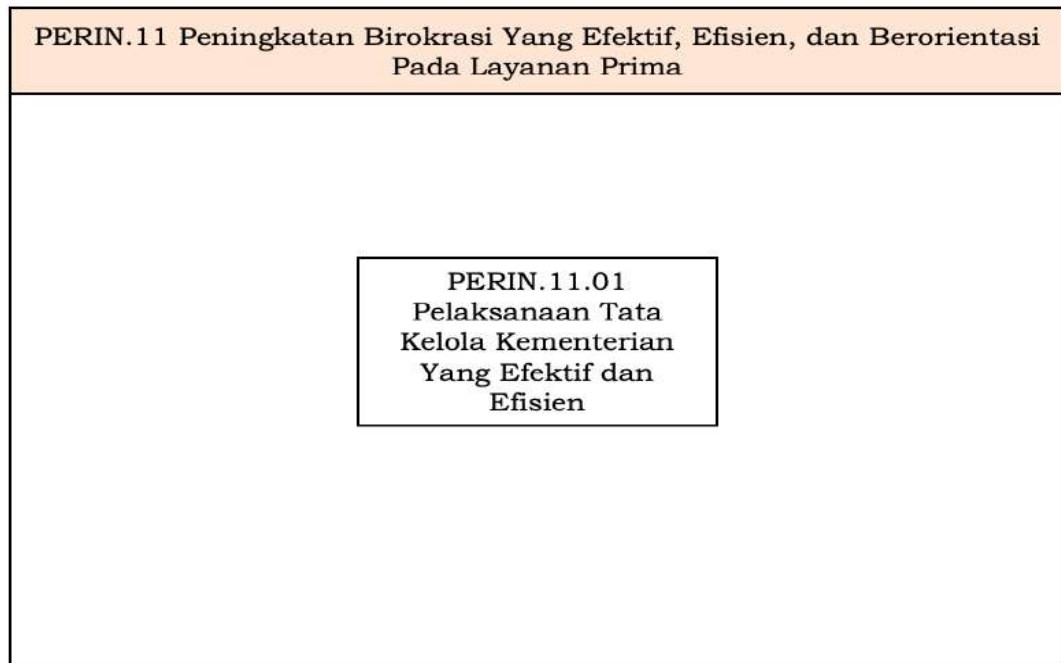 PERIN.11 Peningkatan Birokrasi Yang Efektif, Efisien, dan Berorientasi
Pada Layanan Prima
PERIN.11.01
Pelaksanaan Tata
Kelola Kementerian
Yang Efektif dan
Efisien